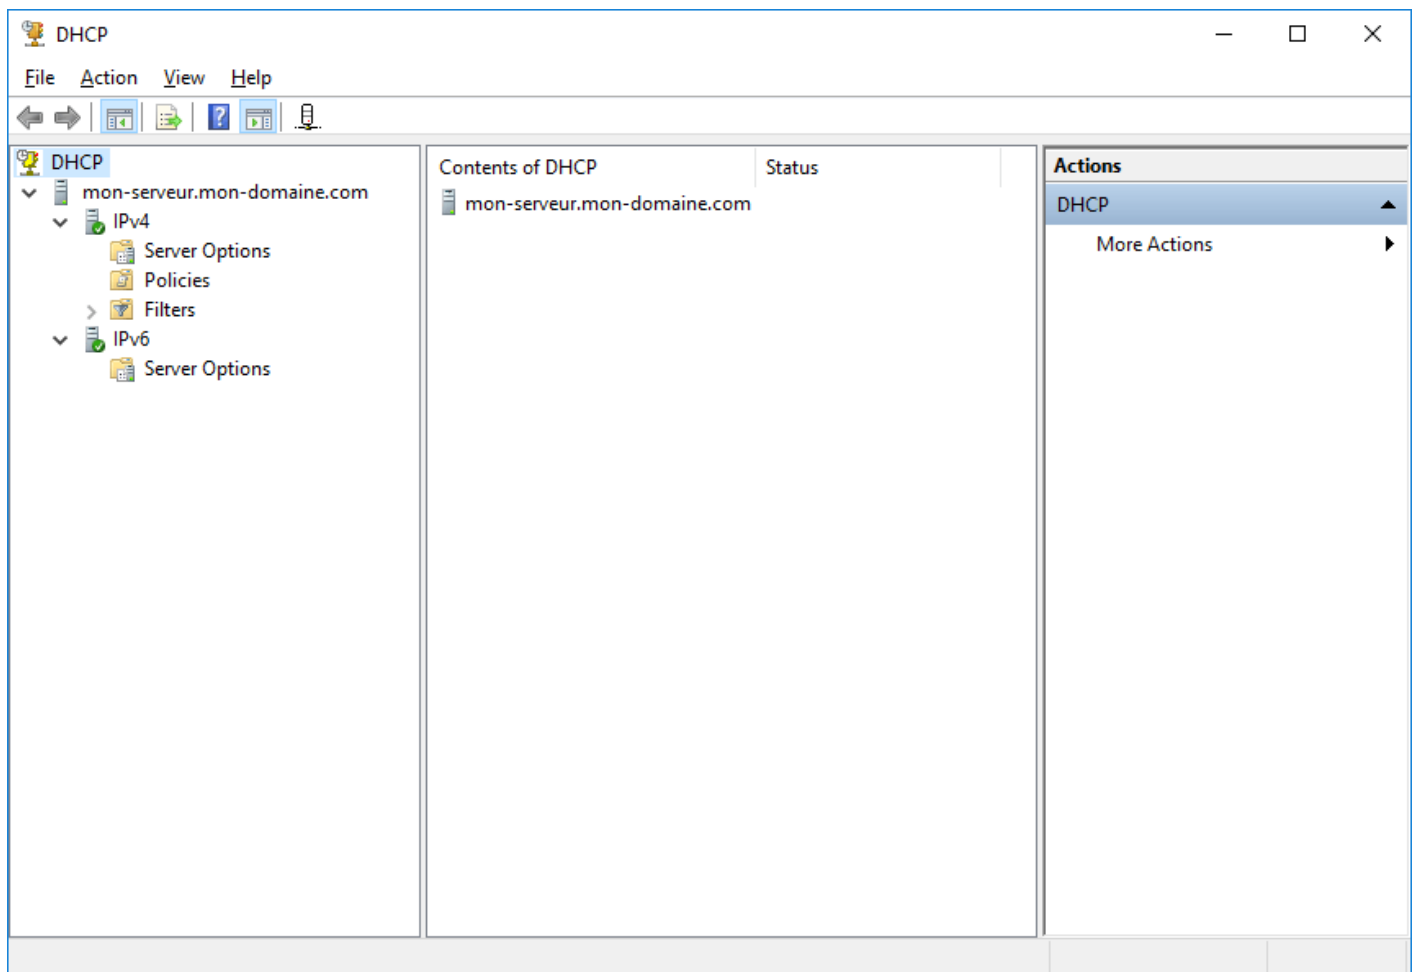 DHCP
File Action View Help
DHCP
mon-serveur.mon-domaine.com
IPv4
Server Options
Policies
Filters
IPv6
Server Options
Contents of DHCP Status
mon-serveur.mon-domaine.com
Actions
DHCP
More Actions